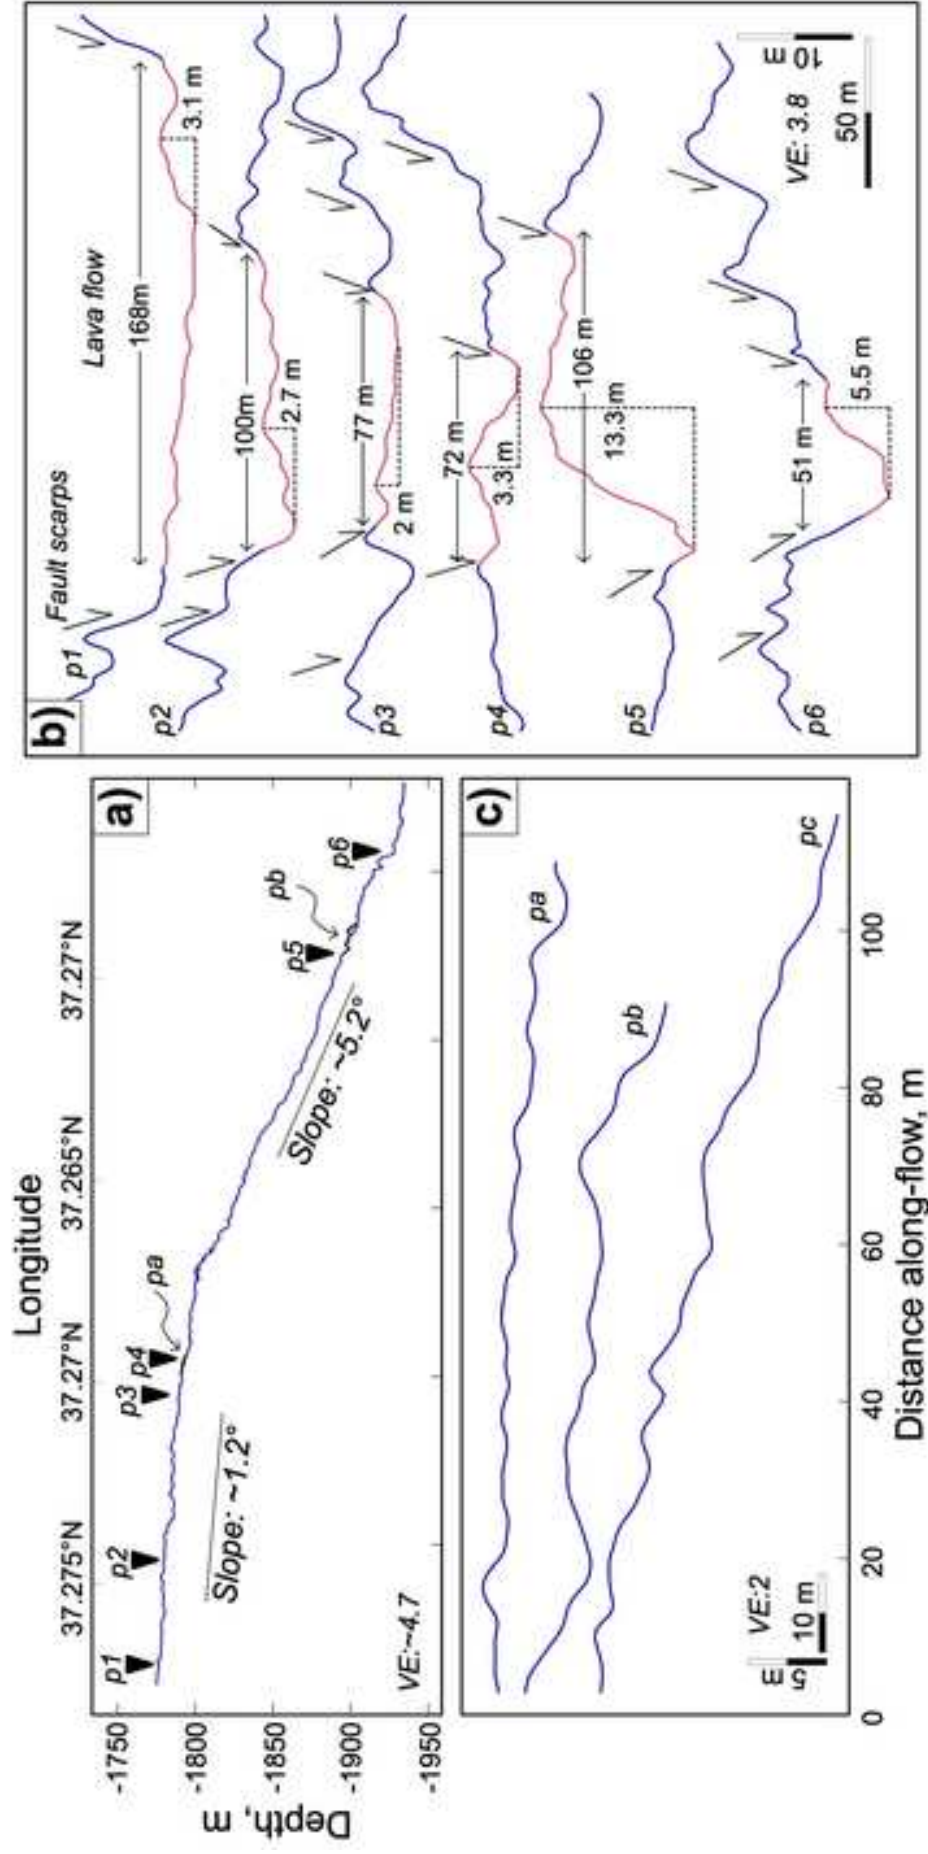 a)
Longitude
37.275°N
37.27°N
37.265°N
37.27°N
p1
p2
p3
p4
pa
p5
pb
p6
Slope: ~1.2°
Slope: ~5.2°
VE:~4.7
Depth, m
-1750
-1800
-1850
-1900
-1950
b)
Fault scarps
Lava flow
p1
168m
3.1 m
p2
100m
2.7 m
p3
77 m
2 m
p4
72 m
3.3 m
p5
106 m
13.3 m
p6
51 m
5.5 m
VE: 3.8
10
m
50 m
c)
pa
pb
pc
5
m
VE:2
10 m
0
20
40
60
80
100
Distance along-flow, m